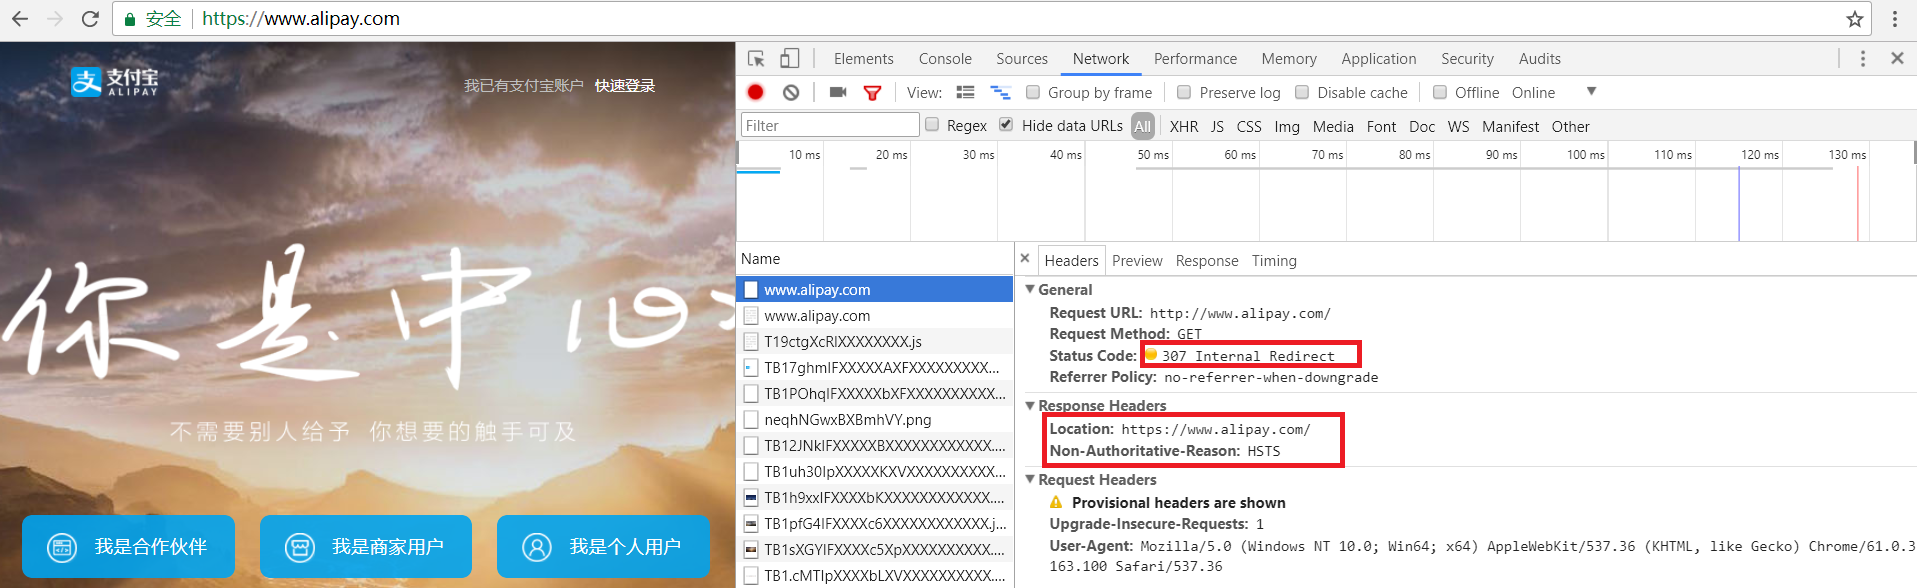 安全 https://www.alipay.com
支付宝
ALIPAY
我已有支付宝账户 快速登录
你是中心
不需要别人给予 你想要的触手可及
我是合作伙伴 我是商家用户 我是个人用户
Elements Console Sources Network Performance Memory Application Security Audits
View: Group by frame Preserve log Disable cache Offline Online
Filter Regex Hide data URLs All XHR JS CSS Img Media Font Doc WS Manifest Other
10 ms 20 ms 30 ms 40 ms 50 ms 60 ms 70 ms 80 ms 90 ms 100 ms 110 ms 120 ms 130 ms
Name
www.alipay.com
www.alipay.com
T19ctgXcRlXXXXXXXX.js
TB17ghmIFXXXXXAXFXXXXXXXXX...
TB1POhqIFXXXXXbXFXXXXXXXXXX...
neqhNGwxBXBmhVY.png
TB12JNkIFXXXXXBXXXXXXXXXXX....
TB1uh30IpXXXXXKXVXXXXXXXXXX...
TB1h9xxIFXXXXbKXXXXXXXXXXXX....
TB1pfG4IFXXXXc6XXXXXXXXXXXX.j...
TB1sXGYIFXXXXc5XpXXXXXXXXXX....
TB1.cMTIpXXXXbLXVXXXXXXXXXX....
Headers Preview Response Timing
General
Request URL: http://www.alipay.com/
Request Method: GET
Status Code: 307 Internal Redirect
Referrer Policy: no-referrer-when-downgrade
Response Headers
Location: https://www.alipay.com/
Non-Authoritative-Reason: HSTS
Request Headers
Provisional headers are shown
Upgrade-Insecure-Requests: 1
User-Agent: Mozilla/5.0 (Windows NT 10.0; Win64; x64) AppleWebKit/537.36 (KHTML, like Gecko) Chrome/61.0.3
163.100 Safari/537.36